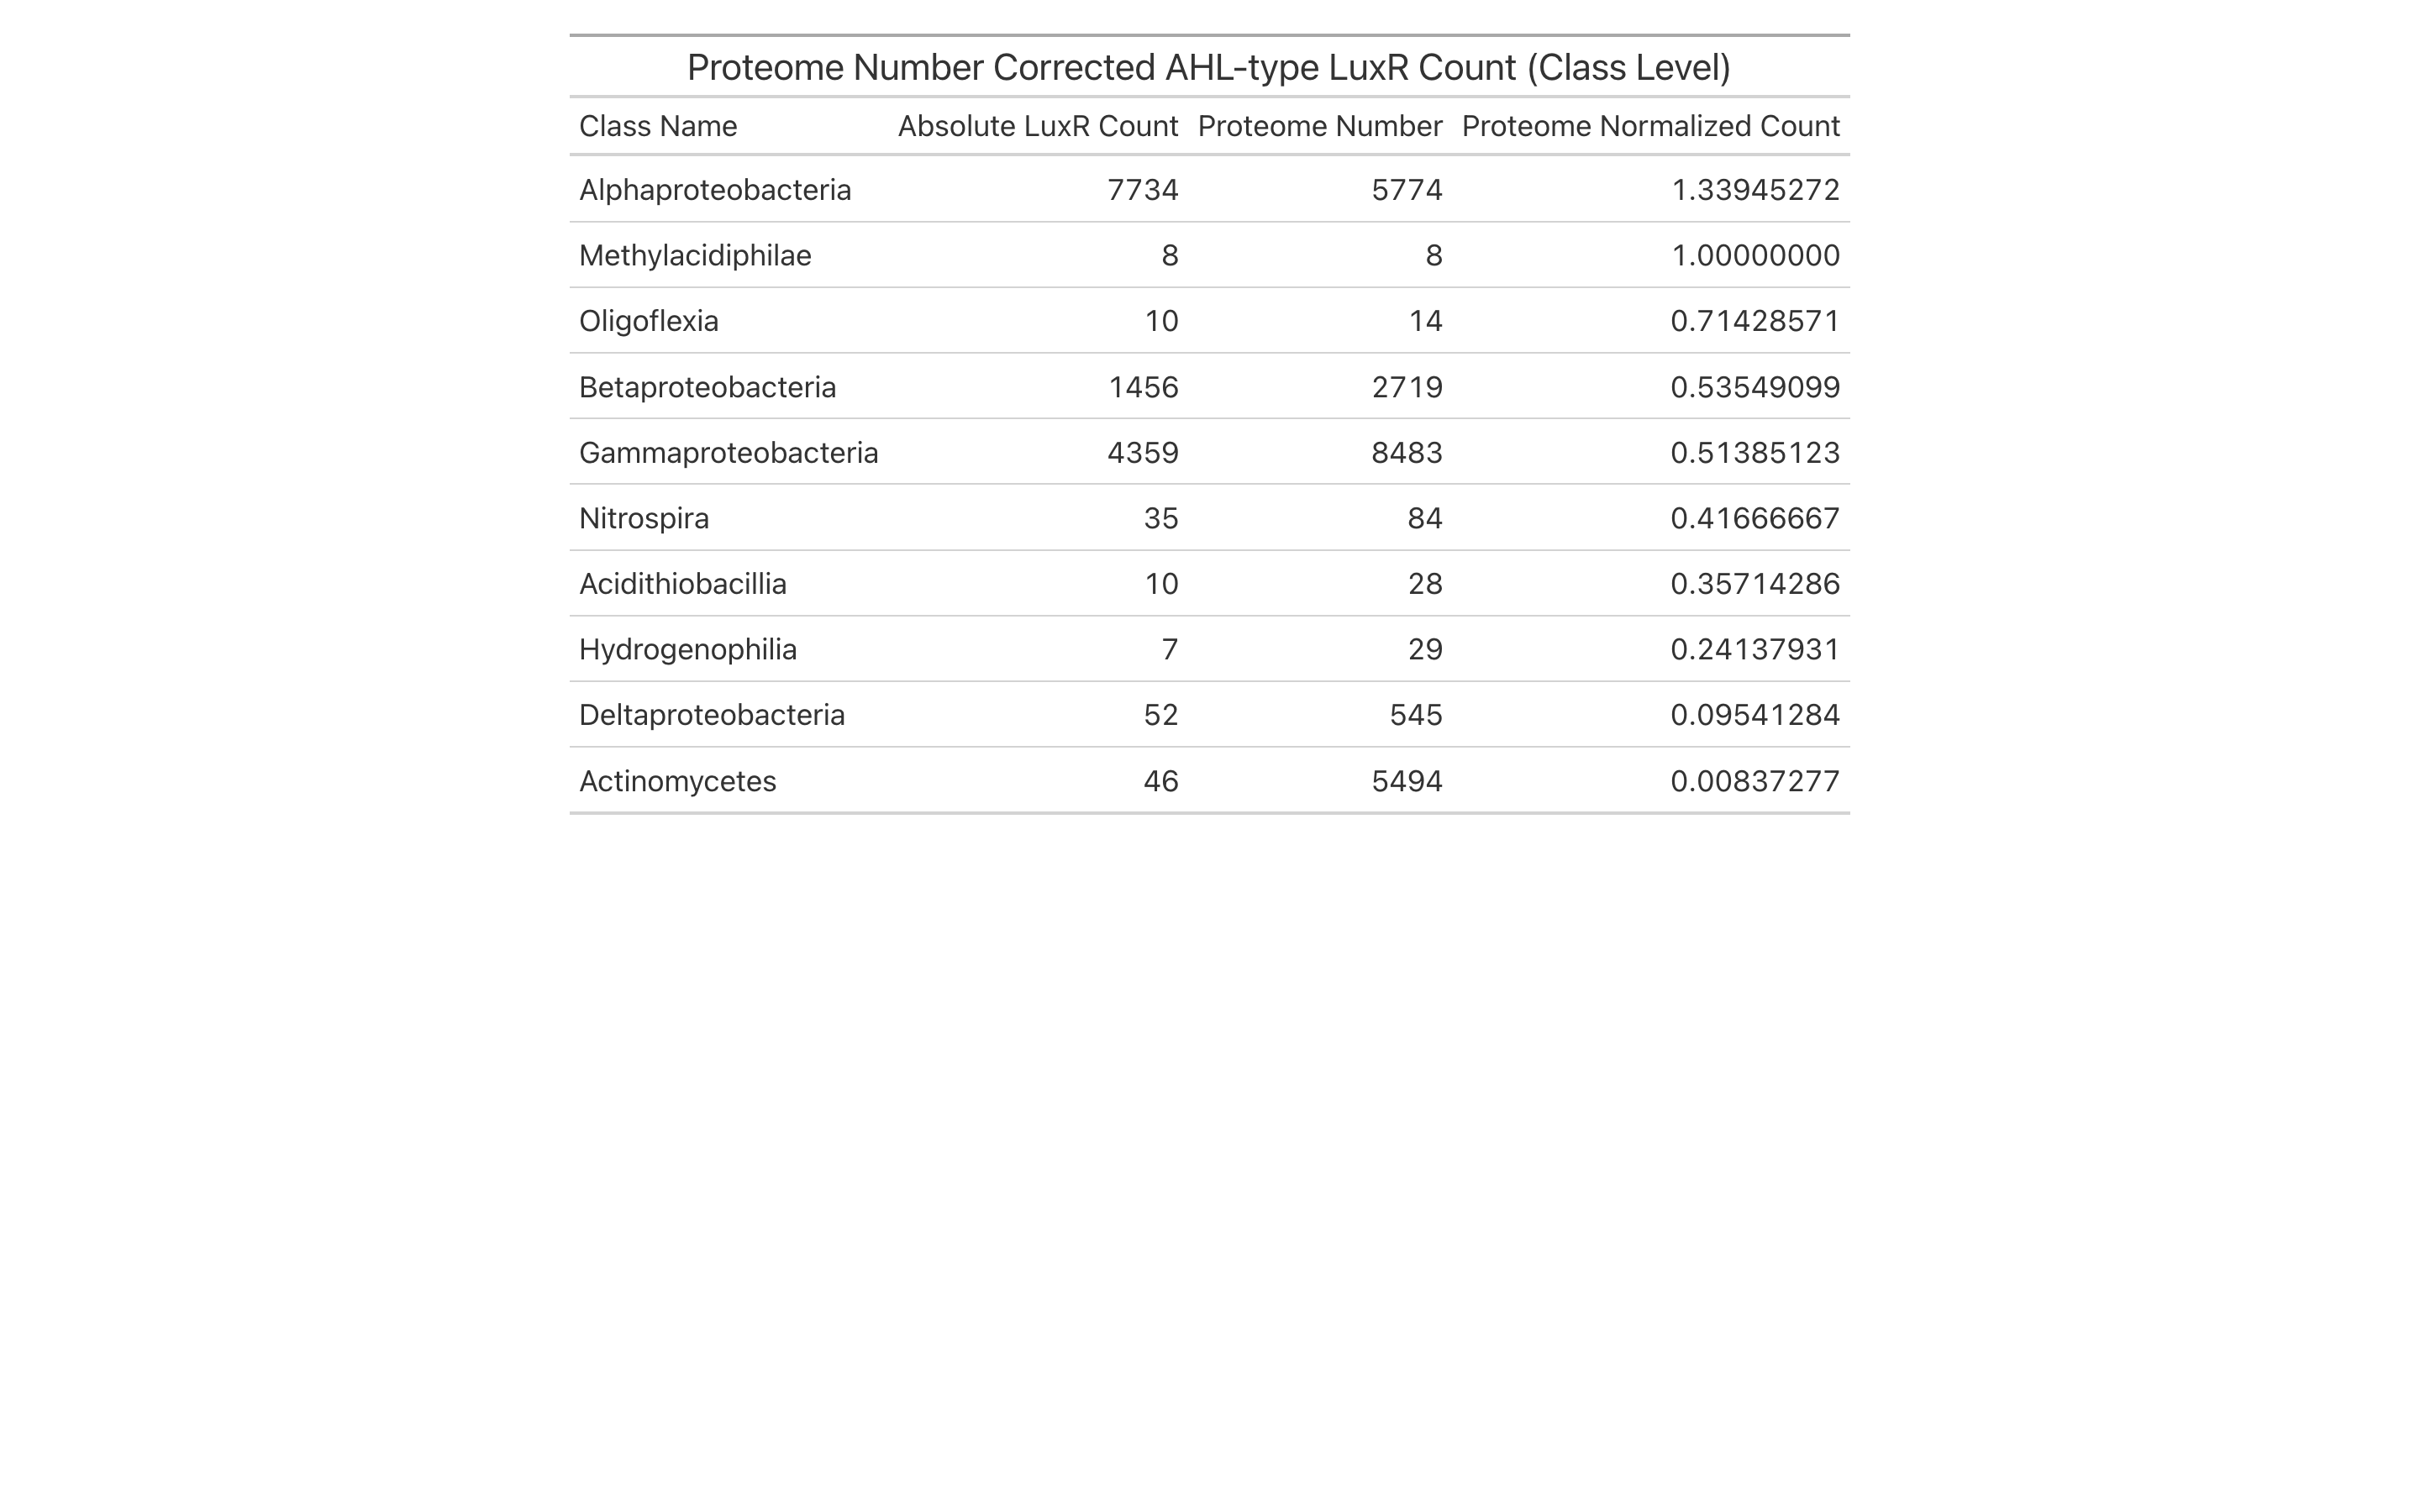 Proteome Number Corrected AHL-type LuxR Count (Class Level)
Class Name Absolute LuxR Count Proteome Number Proteome Normalized Count
Alphaproteobacteria 7734 5774 1.33945272
Methylacidiphilae 8 8 1.00000000
Oligoflexia 10 14 0.71428571
Betaproteobacteria 1456 2719 0.53549099
Gammaproteobacteria 4359 8483 0.51385123
Nitrospira 35 84 0.41666667
Acidithiobacillia 10 28 0.35714286
Hydrogenophilia 7 29 0.24137931
Deltaproteobacteria 52 545 0.09541284
Actinomycetes 46 5494 0.00837277